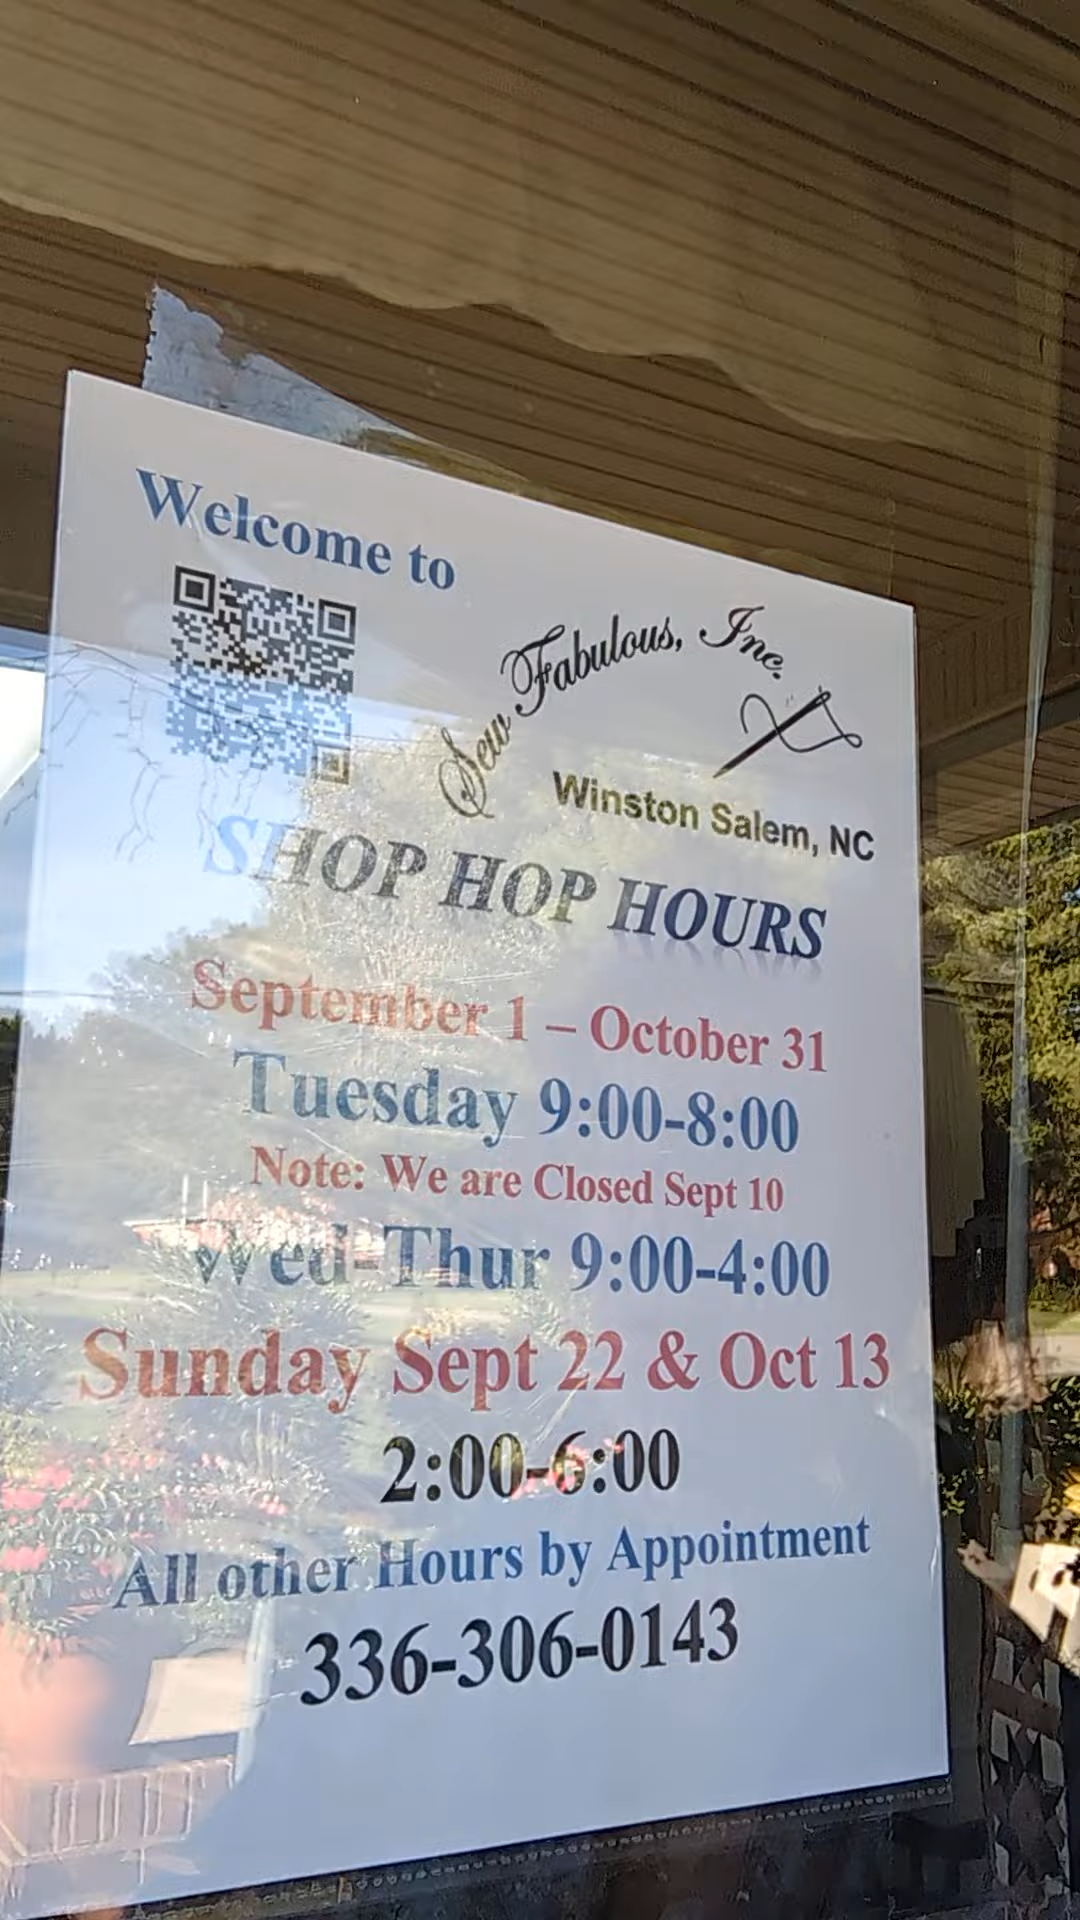 Welcome to
Sew Fabulous, Inc.
Winston Salem, NC
SHOP HOP HOURS
September 1 – October 31
Tuesday 9:00-8:00
Note: We are Closed Sept 10
Wed-Thur 9:00-4:00
Sunday Sept 22 & Oct 13
2:00-6:00
All other Hours by Appointment
336-306-0143